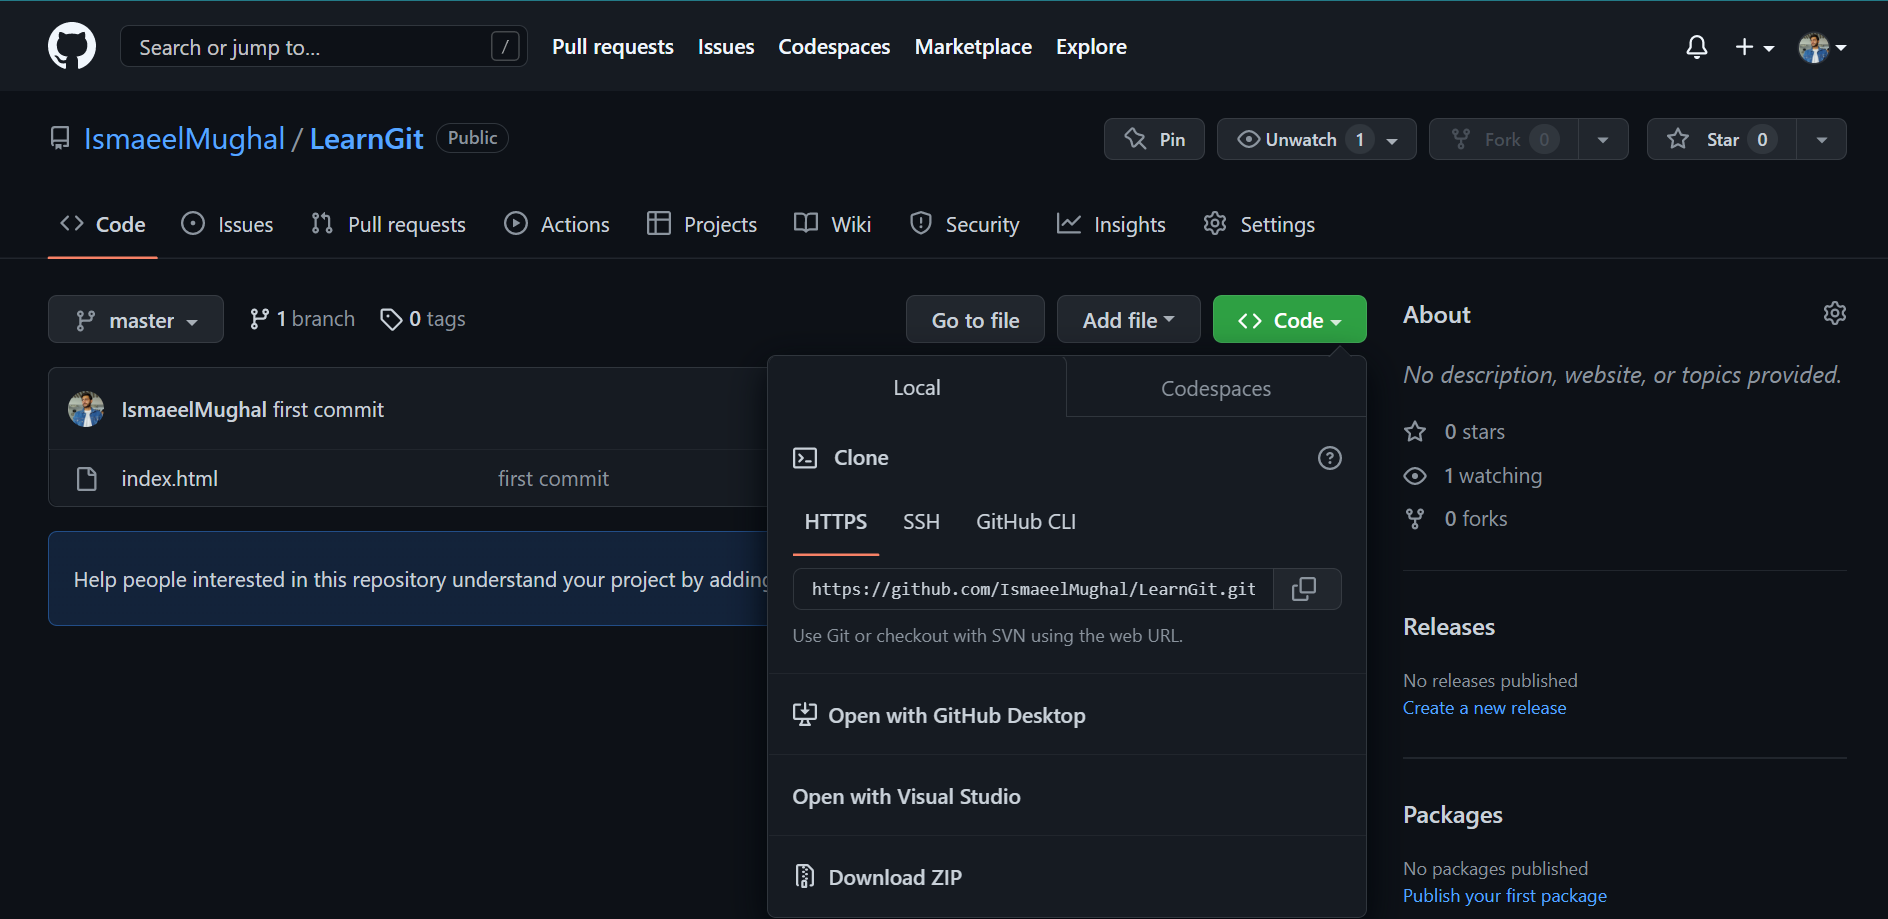 Search or jump to... /
Pull requests Issues Codespaces Marketplace Explore
IsmaeelMughal / LearnGit Public
Pin Unwatch 1 Fork 0 Star 0
Code Issues Pull requests Actions Projects Wiki Security Insights Settings
master 1 branch 0 tags
Go to file Add file Code
IsmaeelMughal first commit
index.html first commit
Help people interested in this repository understand your project by adding
Local Codespaces
Clone
HTTPS SSH GitHub CLI
https://github.com/IsmaeelMughal/LearnGit.git
Use Git or checkout with SVN using the web URL.
Open with GitHub Desktop
Open with Visual Studio
Download ZIP
About
No description, website, or topics provided.
0 stars
1 watching
0 forks
Releases
No releases published
Create a new release
Packages
No packages published
Publish your first package